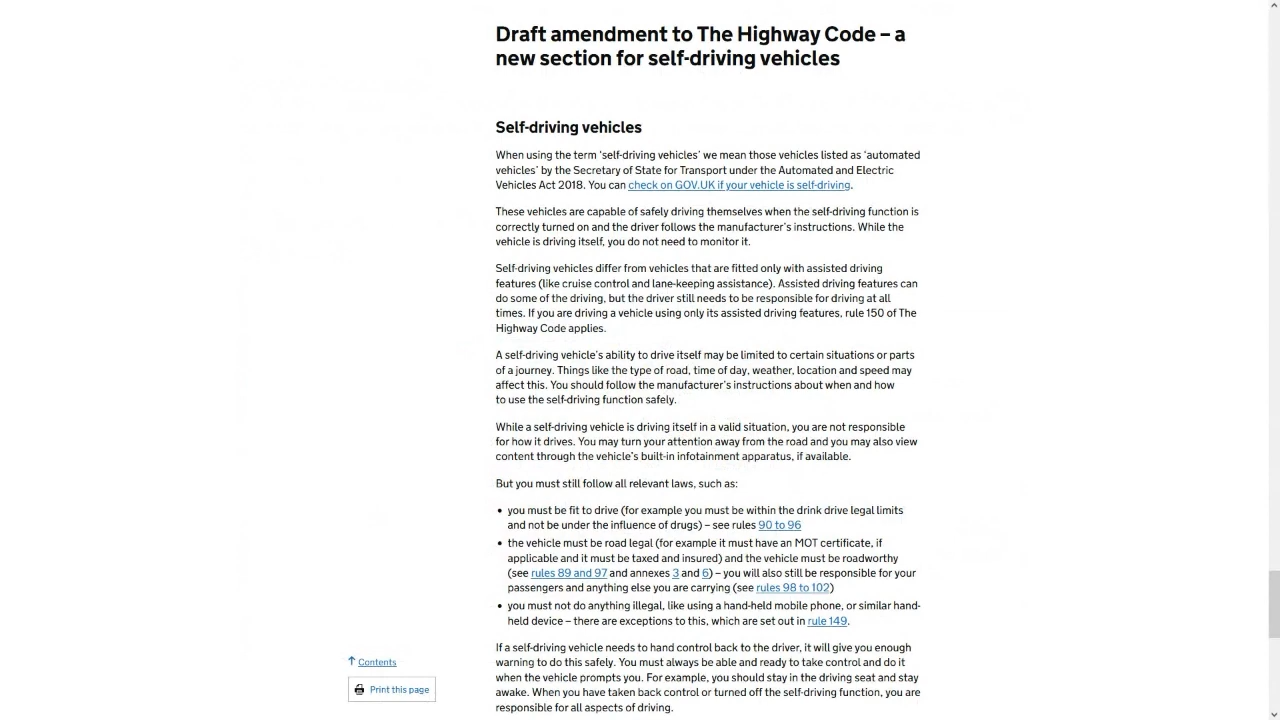 Draft amendment to The Highway Code – a
new section for self-driving vehicles
Self-driving vehicles
When using the term ‘self-driving vehicles’ we mean those vehicles listed as ‘automated
vehicles’ by the Secretary of State for Transport under the Automated and Electric
Vehicles Act 2018. You can check on GOV.UK if your vehicle is self-driving.
These vehicles are capable of safely driving themselves when the self-driving function is
correctly turned on and the driver follows the manufacturer’s instructions. While the
vehicle is driving itself, you do not need to monitor it.
Self-driving vehicles differ from vehicles that are fitted only with assisted driving
features (like cruise control and lane-keeping assistance). Assisted driving features can
do some of the driving, but the driver still needs to be responsible for driving at all
times. If you are driving a vehicle using only its assisted driving features, rule 150 of The
Highway Code applies.
A self-driving vehicle’s ability to drive itself may be limited to certain situations or parts
of a journey. Things like the type of road, time of day, weather, location and speed may
affect this. You should follow the manufacturer’s instructions about when and how
to use the self-driving function safely.
While a self-driving vehicle is driving itself in a valid situation, you are not responsible
for how it drives. You may turn your attention away from the road and you may also view
content through the vehicle’s built-in infotainment apparatus, if available.
But you must still follow all relevant laws, such as:
• you must be fit to drive (for example you must be within the drink drive legal limits
and not be under the influence of drugs) – see rules 90 to 96
• the vehicle must be road legal (for example it must have an MOT certificate, if
applicable and it must be taxed and insured) and the vehicle must be roadworthy
(see rules 89 and 97 and annexes 3 and 6) – you will also still be responsible for your
passengers and anything else you are carrying (see rules 98 to 102)
• you must not do anything illegal, like using a hand-held mobile phone, or similar hand-
held device – there are exceptions to this, which are set out in rule 149.
If a self-driving vehicle needs to hand control back to the driver, it will give you enough
warning to do this safely. You must always be able and ready to take control and do it
when the vehicle prompts you. For example, you should stay in the driving seat and stay
awake. When you have taken back control or turned off the self-driving function, you are
responsible for all aspects of driving.
↑ Contents
Print this page